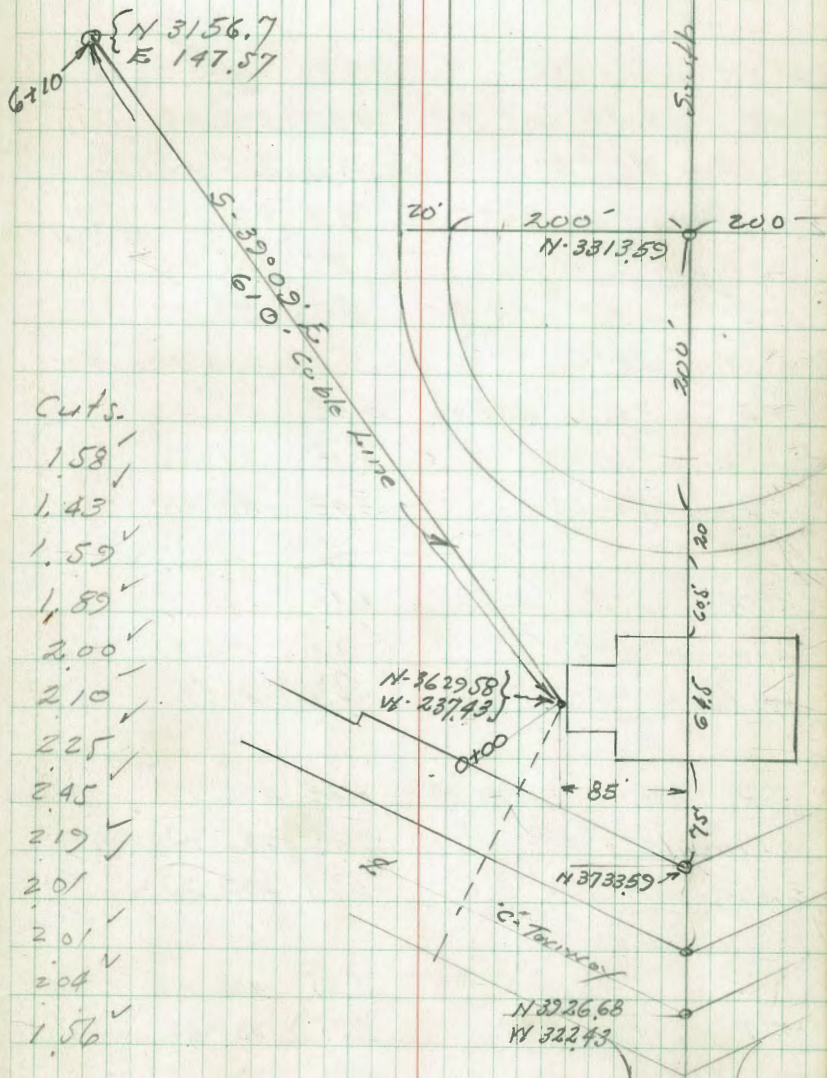 N 3156.7
E 147.57
6+10
South
20'
200'
200
N-3313.59
S-39°09'E
610' Cable Line
200'
Cuts.
1.58
1.43
1.59
1.89
2.00
2.10
2.25
2.45
2.19
2.01
2.01
2.04
1.56
20
60.5
N-3629.58
W-237.43
64.5
0+00
85'
75'
N 3733.59
"C" Taxiway
N 3926.68
W 322.43